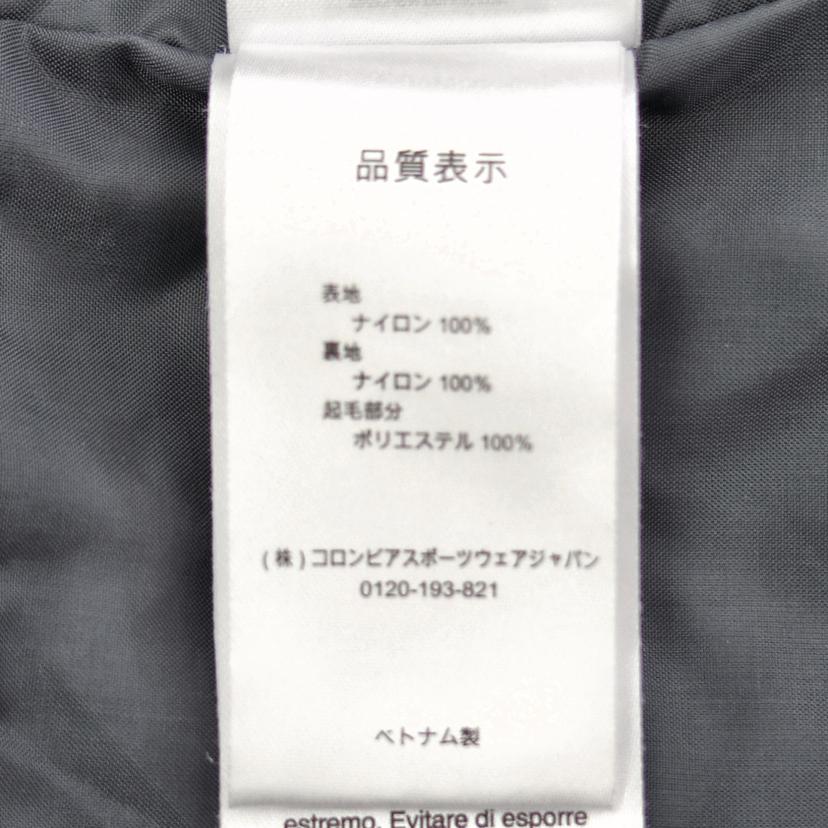 品質表示
表地
ナイロン 100%
裏地
ナイロン 100%
起毛部分
ポリエステル 100%
(株)コロンビアスポーツウェアジャパン
0120-193-821
ベトナム製
estremo. Evitare di esporre